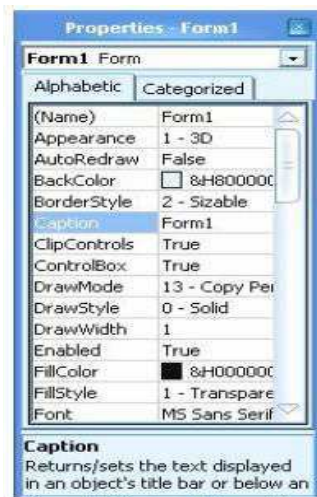 Properties - Form1
Form1 Form
Alphabetic Categorized
(Name) Form1
Appearance 1 - 3D
AutoRedraw False
BackColor &H800000
BorderStyle 2 - Sizable
Caption Form1
ClipControls True
ControlBox True
DrawMode 13 - Copy Per
DrawStyle 0 - Solid
DrawWidth 1
Enabled True
FillColor &H000000
FillStyle 1 - Transpare
Font MS Sans Serif
Caption
Returns/sets the text displayed
in an object's title bar or below an